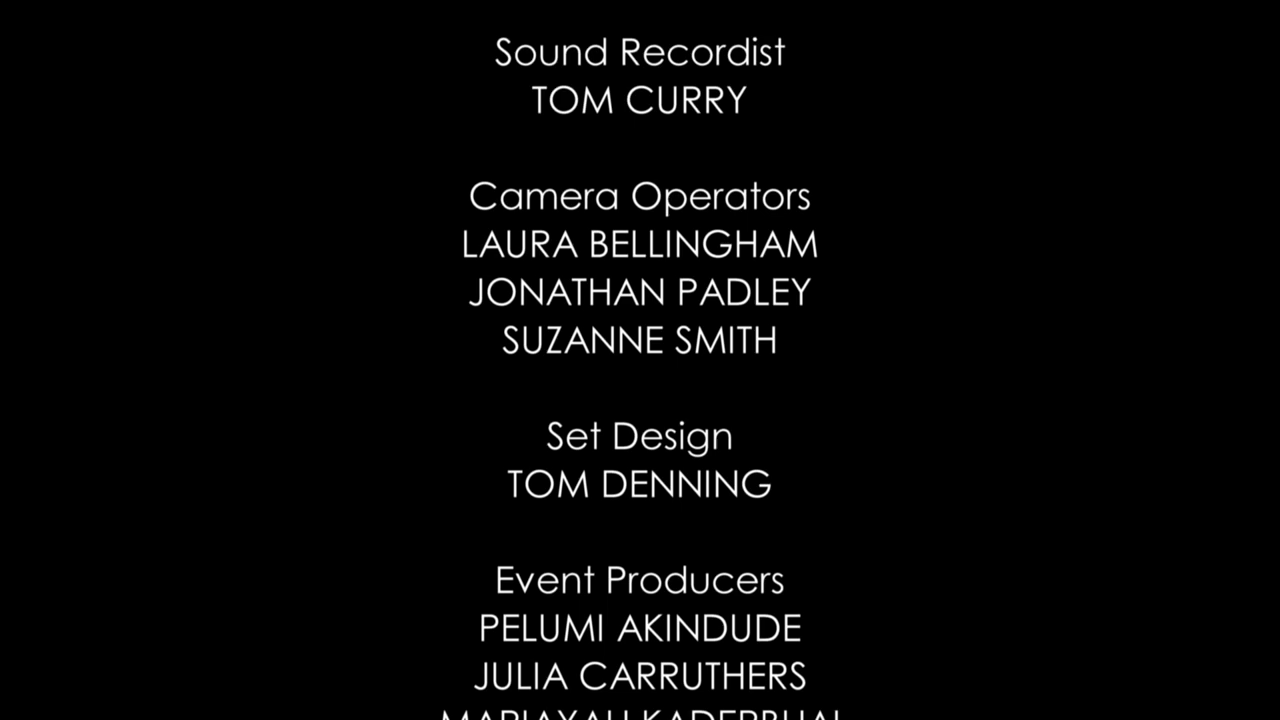 Sound Recordist
TOM CURRY
Camera Operators
LAURA BELLINGHAM
JONATHAN PADLEY
SUZANNE SMITH
Set Design
TOM DENNING
Event Producers
PELUMI AKINDUDE
JULIA CARRUTHERS